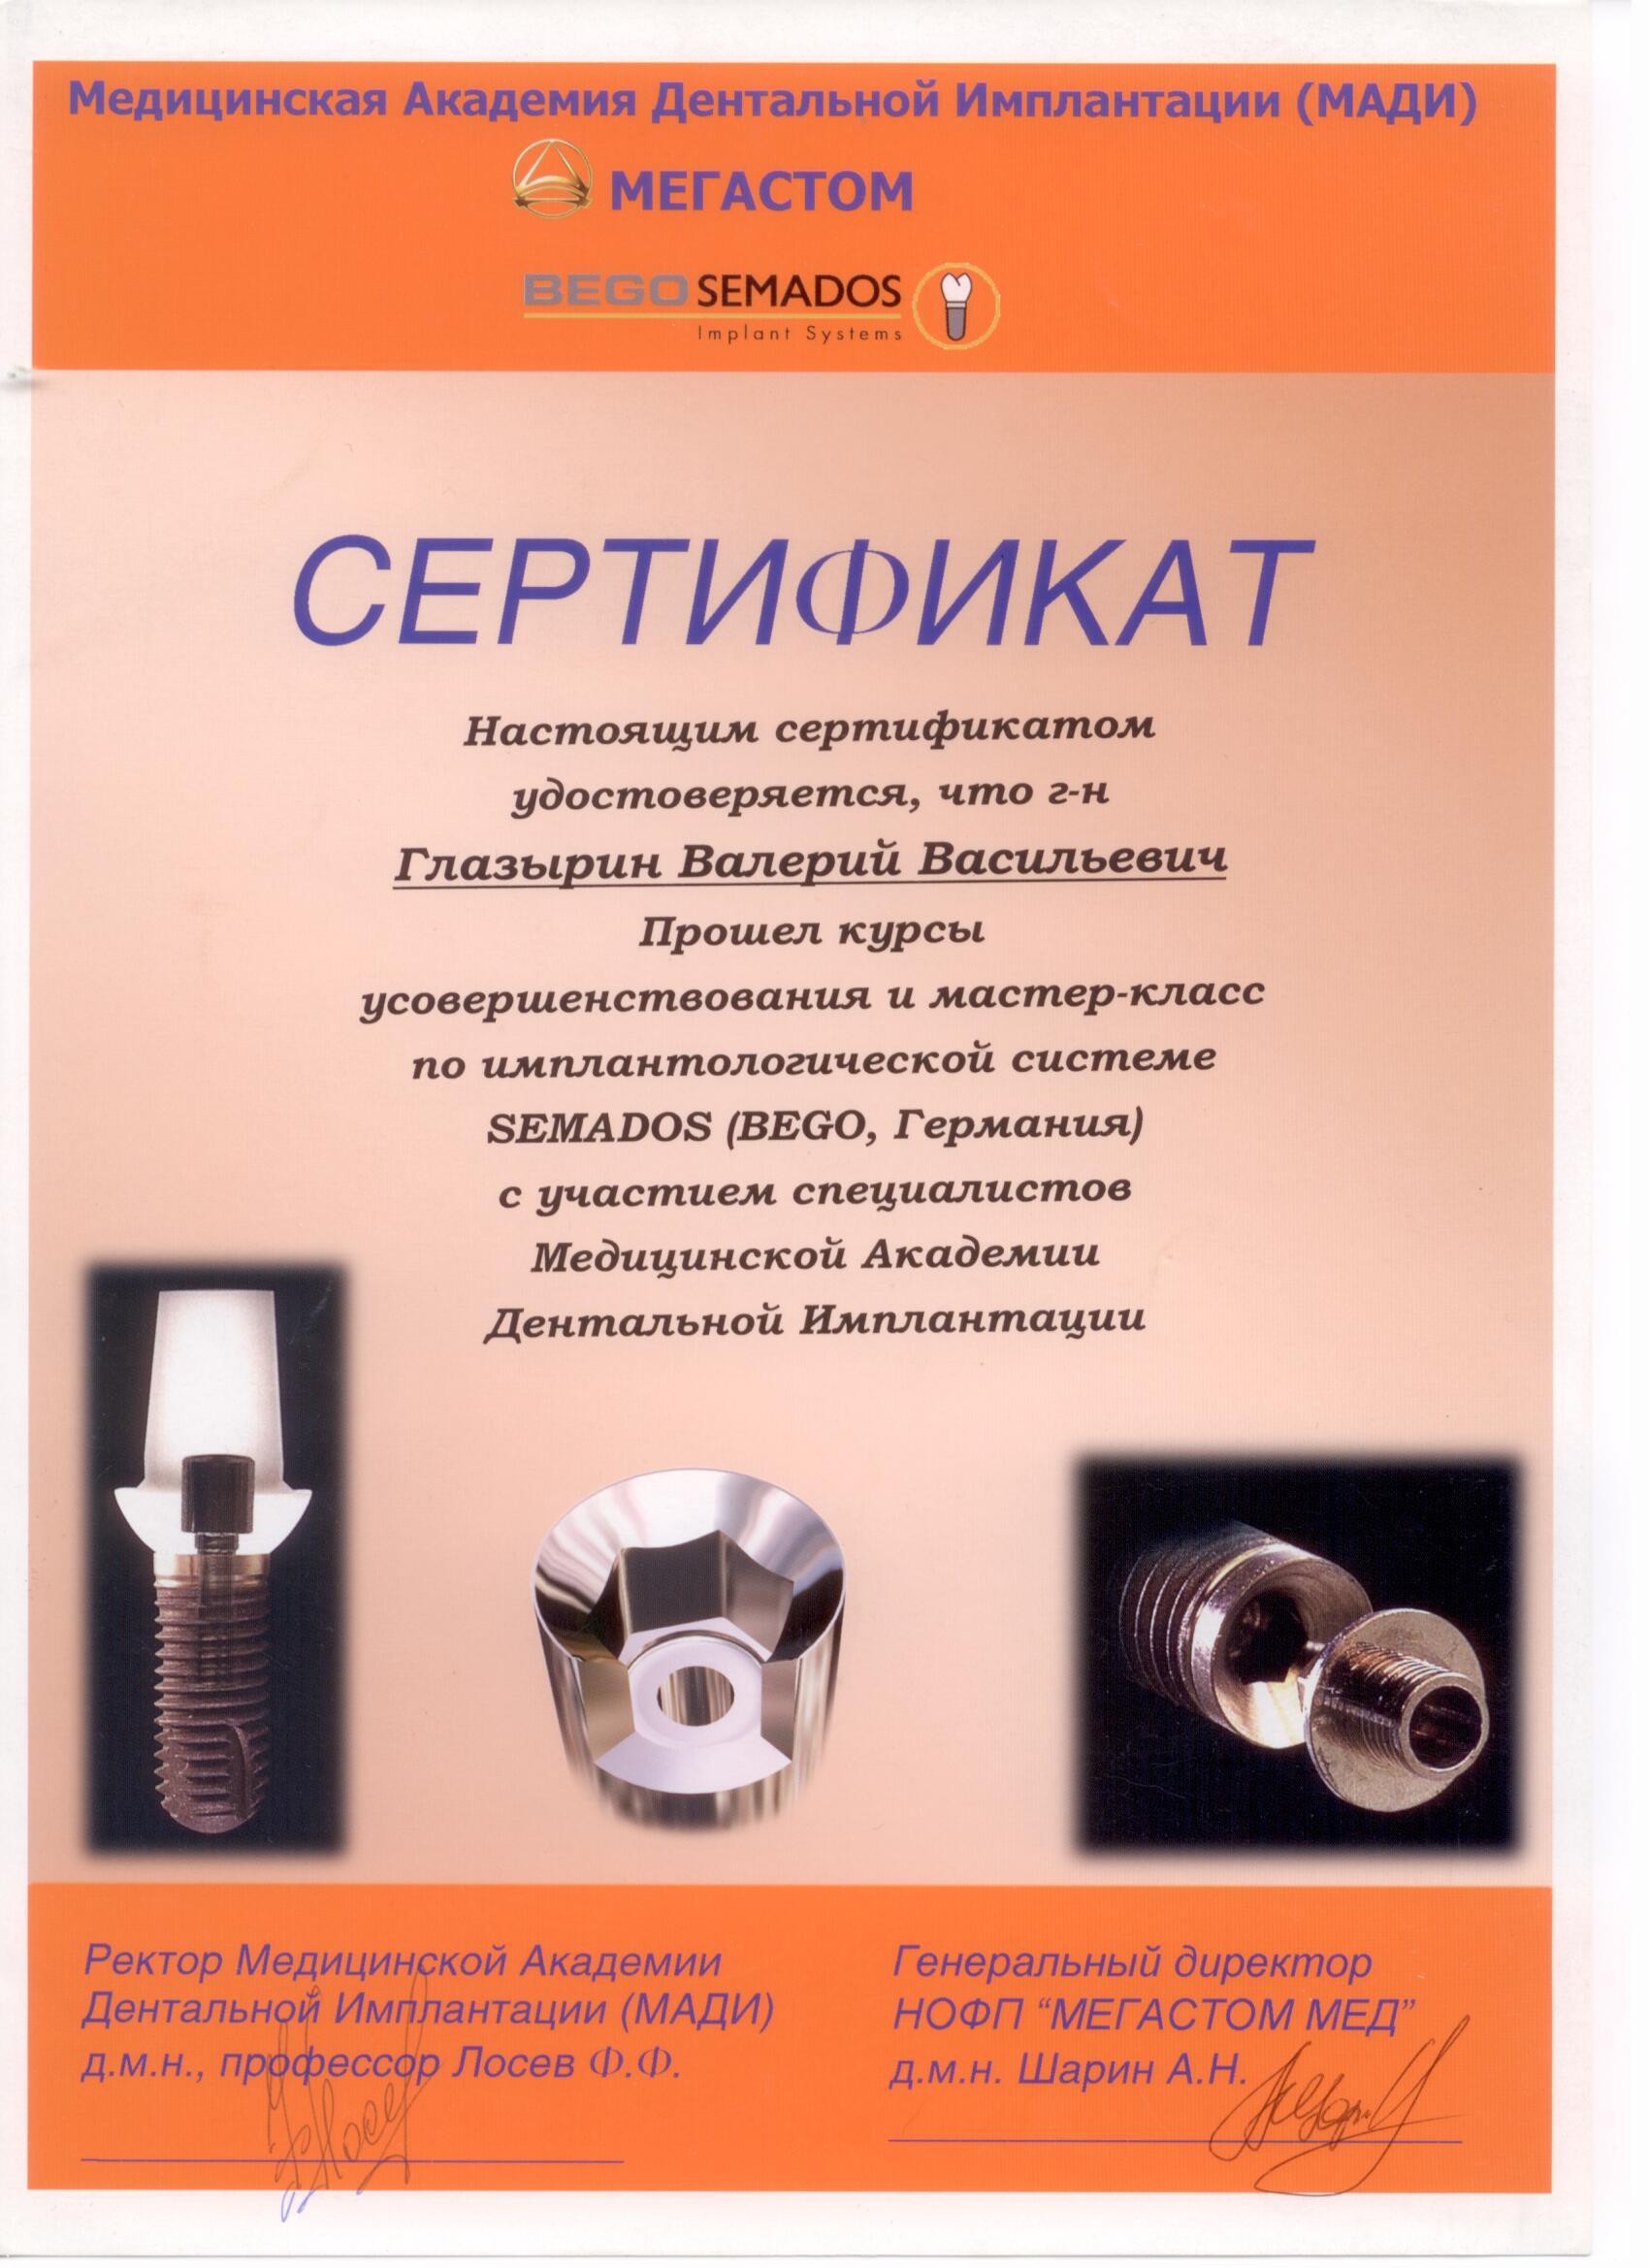 Медицинская Академия Дентальной Имплантации (МАДИ)
МЕГАСТОМ
BEGO SEMADOS
Implant Systems
СЕРТИФИКАТ
Настоящим сертификатом
удостоверяется, что г-н
Глазырин Валерий Васильевич
Прошел курсы
усовершенствования и мастер-класс
по имплантологической системе
SEMADOS (BEGO, Германия)
с участием специалистов
Медицинской Академии
Дентальной Имплантации
Ректор Медицинской Академии
Дентальной Имплантации (МАДИ)
д.м.н., профессор Лосев Ф.Ф.
Генеральный директор
НОФП “МЕГАСТОМ МЕД”
д.м.н. Шарин А.Н.